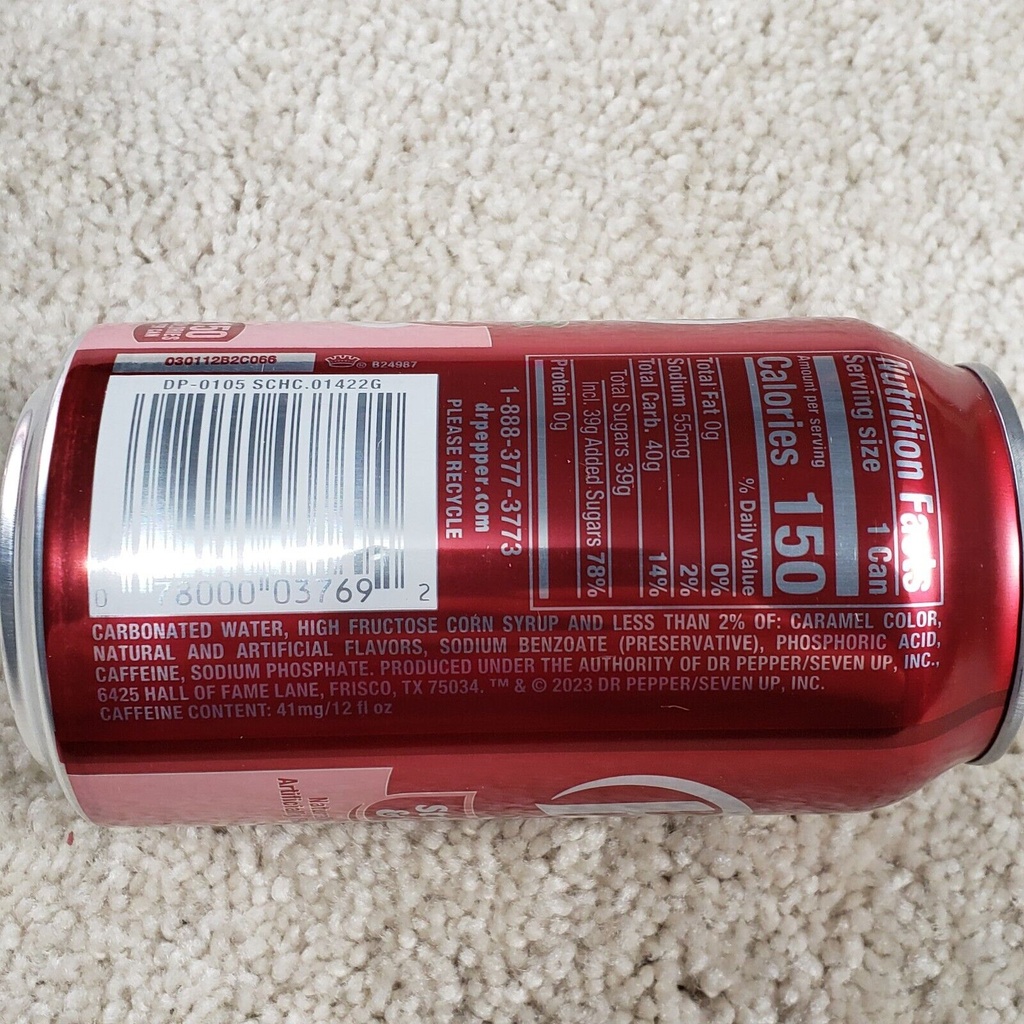 030112B2C066
B24987
DP-0105 SCHC.01422G
0 78000 03769 2
1-888-377-3773
drpepper.com
PLEASE RECYCLE
Nutrition Facts
Serving size 1 Can
Amount per serving
Calories 150
% Daily Value
Total Fat 0g 0%
Sodium 55mg 2%
Total Carb. 40g 14%
Total Sugars 39g
Incl. 39g Added Sugars 78%
Protein 0g
CARBONATED WATER, HIGH FRUCTOSE CORN SYRUP AND LESS THAN 2% OF: CARAMEL COLOR,
NATURAL AND ARTIFICIAL FLAVORS, SODIUM BENZOATE (PRESERVATIVE), PHOSPHORIC ACID,
CAFFEINE, SODIUM PHOSPHATE. PRODUCED UNDER THE AUTHORITY OF DR PEPPER/SEVEN UP, INC.,
6425 HALL OF FAME LANE, FRISCO, TX 75034. ™ & © 2023 DR PEPPER/SEVEN UP, INC.
CAFFEINE CONTENT: 41mg/12 fl oz